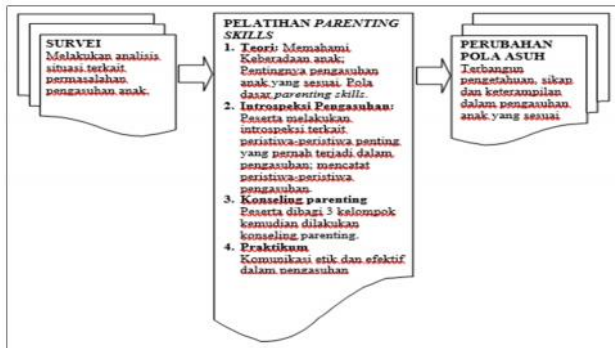 SURVEI
Melakukan analisis
situasi terkait
permasalahan
pengasuhan anak.
PELATIHAN PARENTING
SKILLS
1. Teori: Memahami
Keberadaan anak;
Pentingnya pengasuhan
anak yang sesuai. Pola
dasar parenting skills.
2. Introspeksi Pengasuhan:
Peserta melakukan
introspeksi terkait
peristiwa-peristiwa penting
yang pernah terjadi dalam
pengasuhan; mencatat
peristiwa-peristiwa
pengasuhan.
3. Konseling parenting
Peserta dibagi 3 kelompok
kemudian dilakukan
konseling parenting.
4. Praktikum
Komunikasi etik dan efektif
dalam pengasuhan
PERUBAHAN
POLA ASUH
Terbangun
pengetahuan, sikap
dan keterampilan
dalam pengasuhan
anak yang sesuai